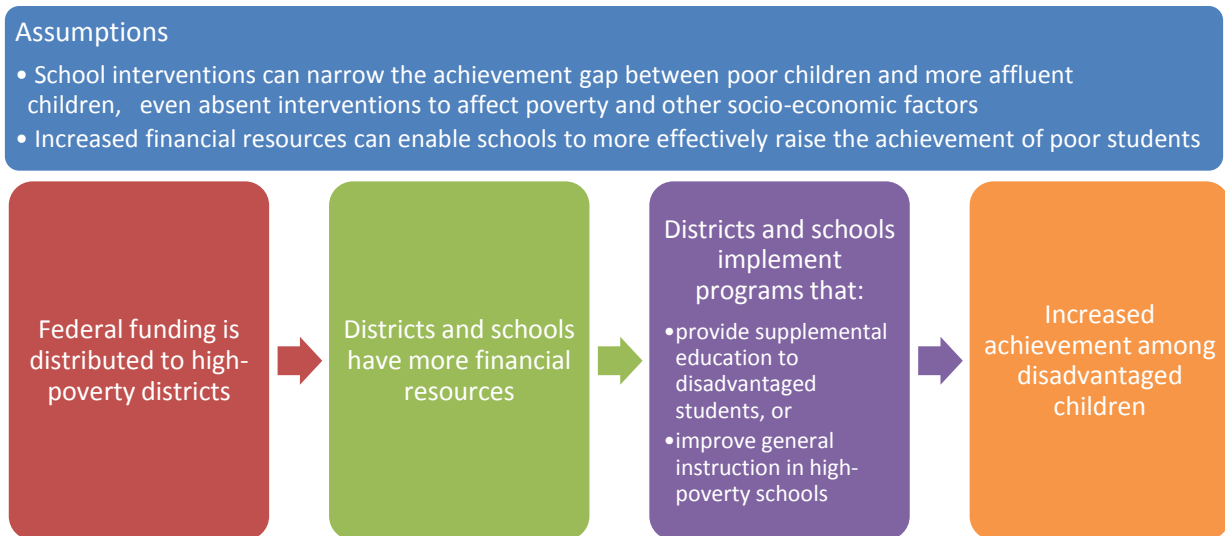 Assumptions
• School interventions can narrow the achievement gap between poor children and more affluent
children, even absent interventions to affect poverty and other socio-economic factors
• Increased financial resources can enable schools to more effectively raise the achievement of poor students
Federal funding is
distributed to high-
poverty districts
Districts and schools
have more financial
resources
Districts and schools
implement
programs that:
•provide supplemental
education to
disadvantaged
students, or
•improve general
instruction in high-
poverty schools
Increased
achievement among
disadvantaged
children